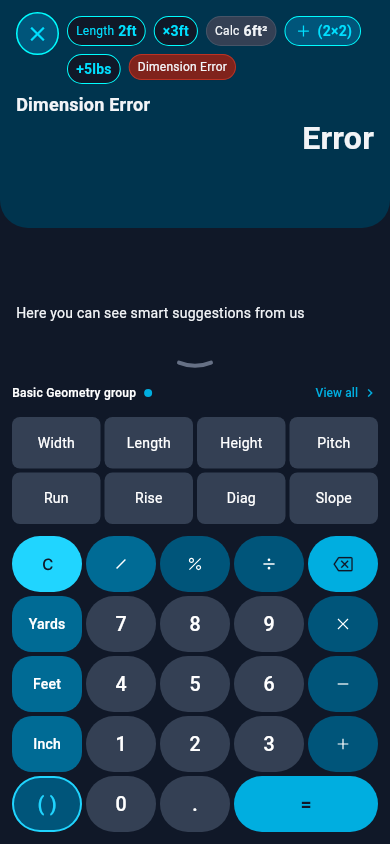 Length 2ft ×3ft Calc 6ft² + (2×2)
+5lbs Dimension Error
Dimension Error
Error
Here you can see smart suggestions from us
Basic Geometry group View all
Width Length Height Pitch
Run Rise Diag Slope
C / % ÷
Yards 7 8 9 ×
Feet 4 5 6 −
Inch 1 2 3 +
( ) 0 . =